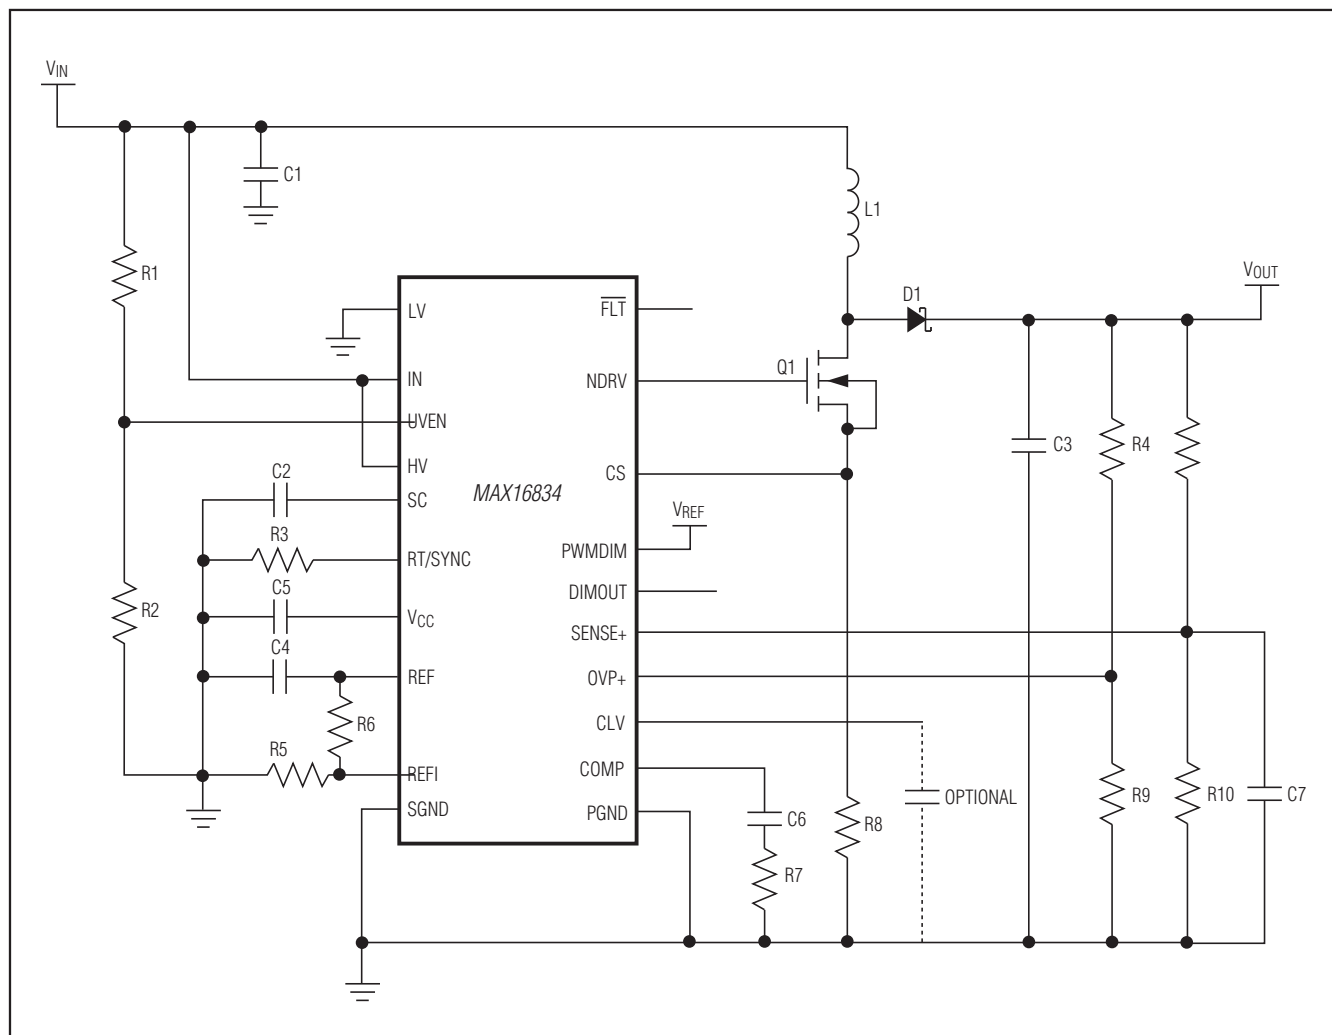 VIN
C1
L1
R1
VOUT
D1
LV
FLT
Q1
IN
NDRV
UVEN
R4
C3
HV
CS
C2
SC
MAX16834
VREF
R3
RT/SYNC
PWMDIM
C5
DIMOUT
R2
VCC
SENSE+
C4
REF
OVP+
R6
CLV
R5
REFI
COMP
OPTIONAL
R9
R10
C7
SGND
PGND
C6
R8
R7